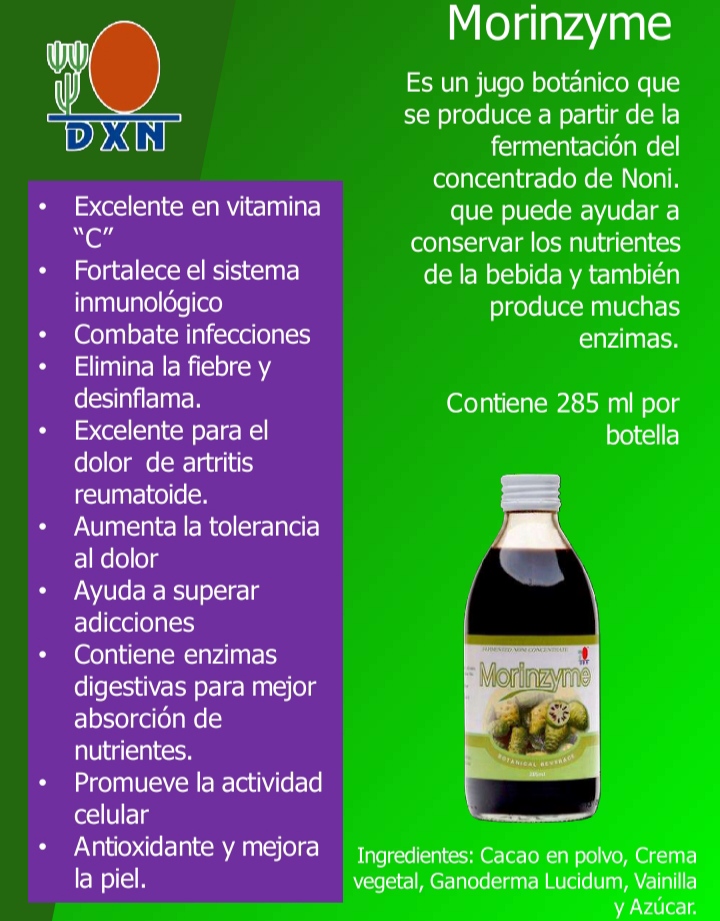 DXN
Morinzyme
Es un jugo botánico que
se produce a partir de la
fermentación del
concentrado de Noni.
que puede ayudar a
conservar los nutrientes
de la bebida y también
produce muchas
enzimas.
Contiene 285 ml por
botella
• Excelente en vitamina
“C”
• Fortalece el sistema
inmunológico
• Combate infecciones
• Elimina la fiebre y
desinflama.
• Excelente para el
dolor de artritis
reumatoide.
• Aumenta la tolerancia
al dolor
• Ayuda a superar
adicciones
• Contiene enzimas
digestivas para mejor
absorción de
nutrientes.
• Promueve la actividad
celular
• Antioxidante y mejora
la piel.
DXN
Morinzyme
BOTANICAL BEVERAGE
285ml
Ingredientes: Cacao en polvo, Crema
vegetal, Ganoderma Lucidum, Vainilla
y Azúcar.